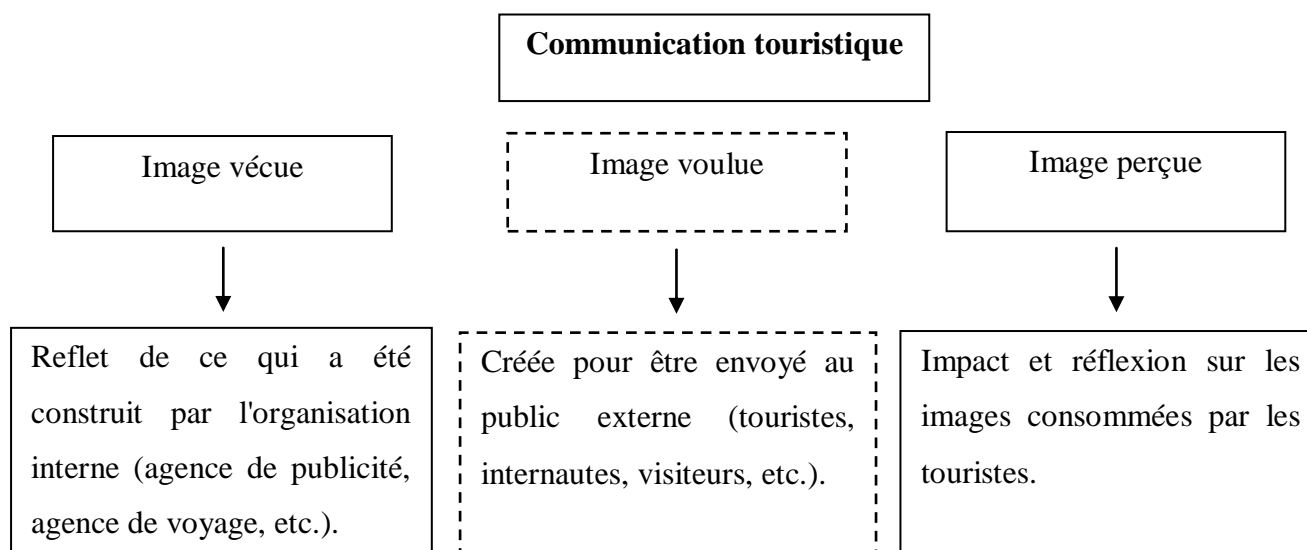 Communication touristique
Image vécue
Image voulue
Image perçue
Reflet de ce qui a été
construit par l'organisation
interne (agence de publicité,
agence de voyage, etc.).
Créée pour être envoyé au
public externe (touristes,
internautes, visiteurs, etc.).
Impact et réflexion sur les
images consommées par les
touristes.